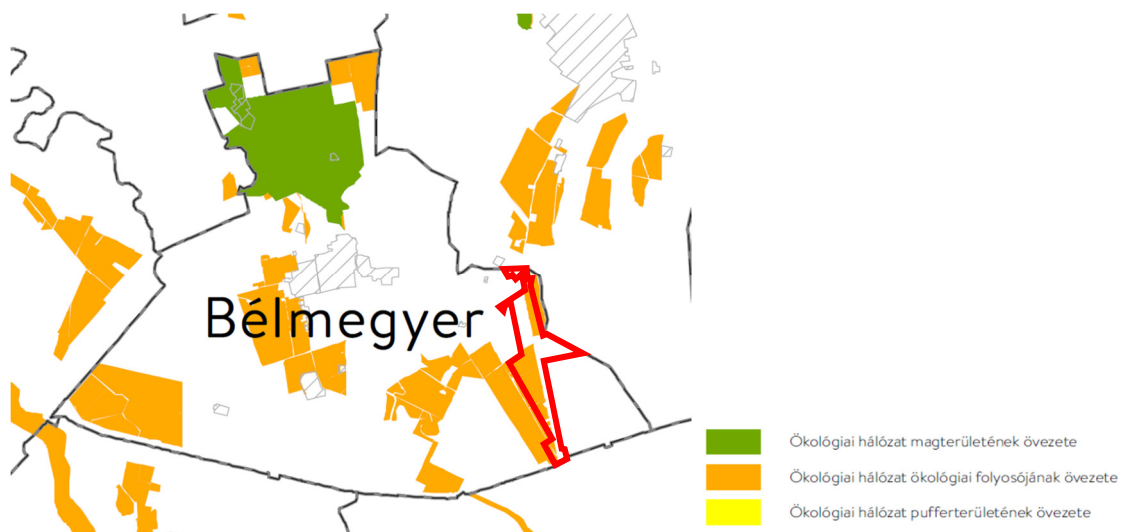 Bélmegyer
Ökológiai hálózat magterületének övezete
Ökológiai hálózat ökológiai folyosójának övezete
Ökológiai hálózat pufferterületének övezete